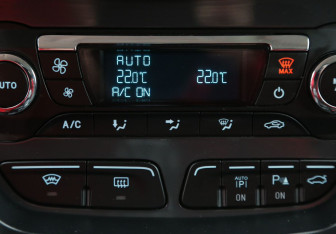 AUTO
22.0°C 22.0°C
A/C ON
AUTO
MAX
A/C
AUTO
P
P
ON
ON